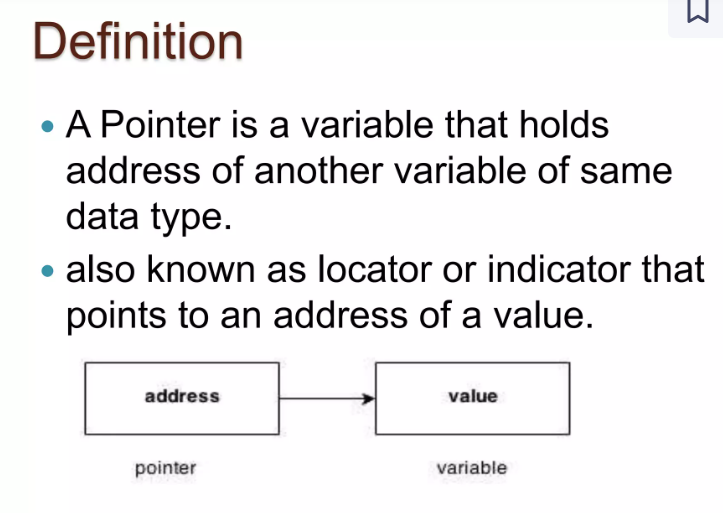 Definition
• A Pointer is a variable that holds
address of another variable of same
data type.
• also known as locator or indicator that
points to an address of a value.
address value
pointer variable